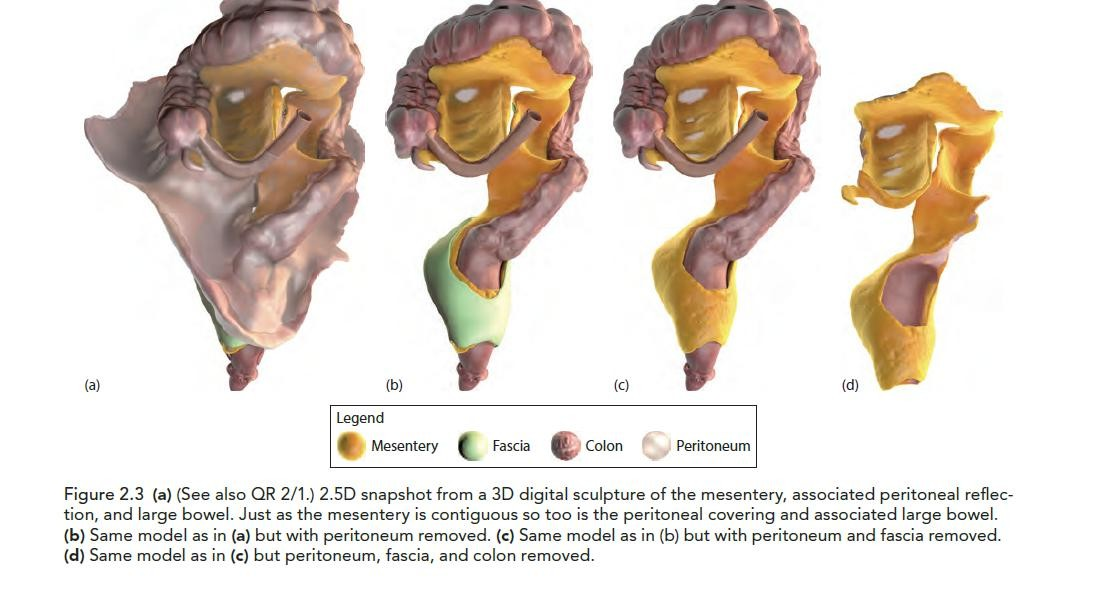 (a) (b) (c) (d)
Legend
Mesentery Fascia Colon Peritoneum
Figure 2.3 (a) (See also QR 2/1.) 2.5D snapshot from a 3D digital sculpture of the mesentery, associated peritoneal reflec-
tion, and large bowel. Just as the mesentery is contiguous so too is the peritoneal covering and associated large bowel.
(b) Same model as in (a) but with peritoneum removed. (c) Same model as in (b) but with peritoneum and fascia removed.
(d) Same model as in (c) but peritoneum, fascia, and colon removed.